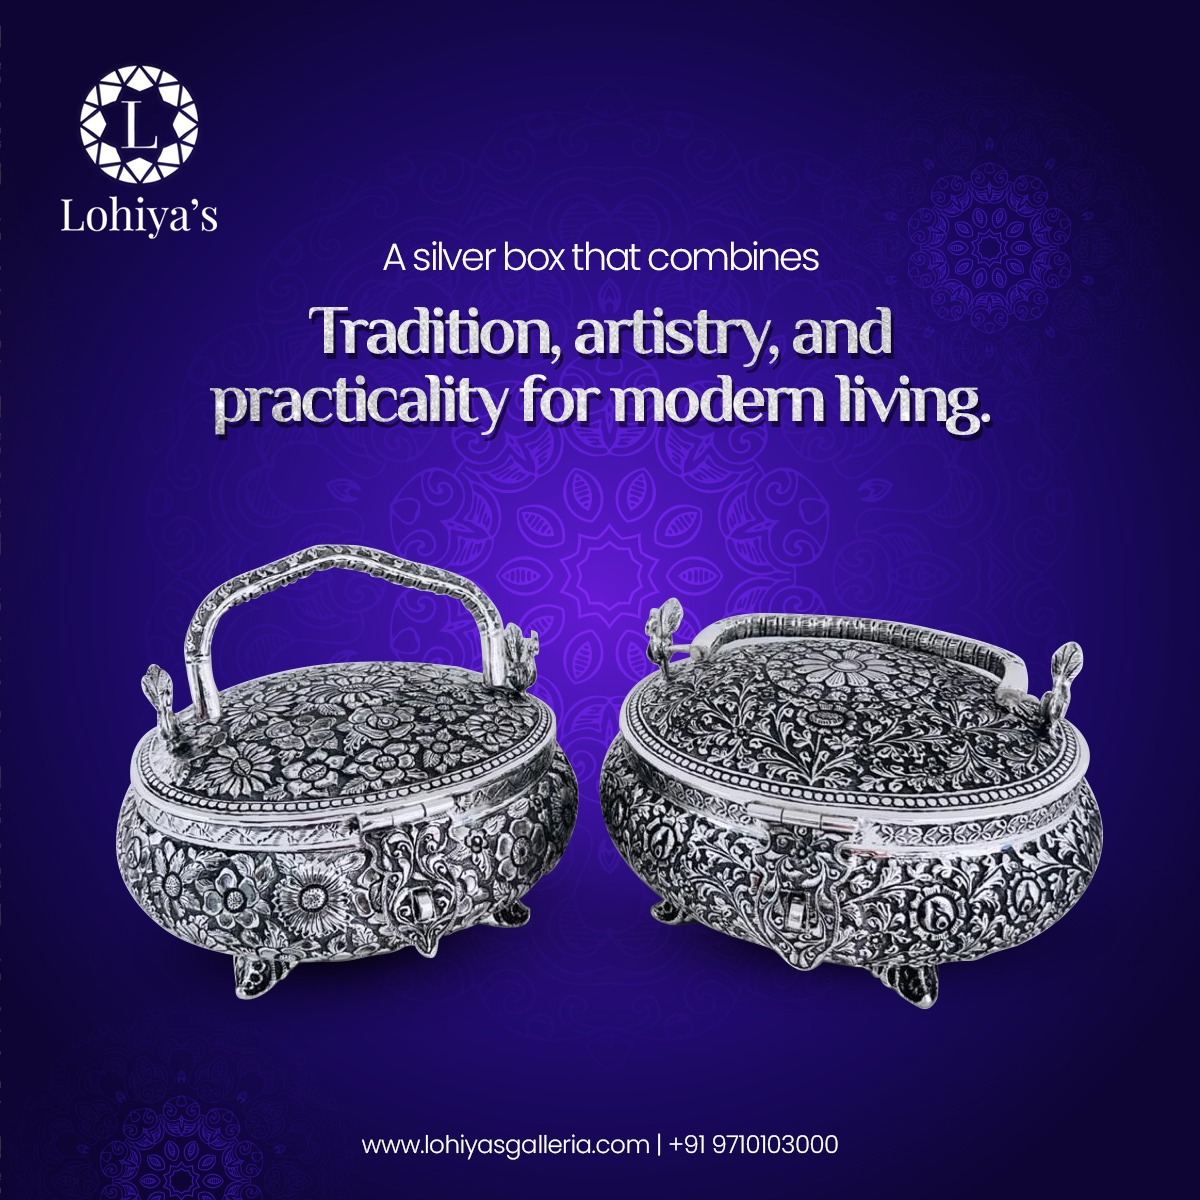 L
Lohiya's
A silver box that combines
Tradition, artistry, and
practicality for modern living.
www.lohiyasgalleria.com | +91 9710103000